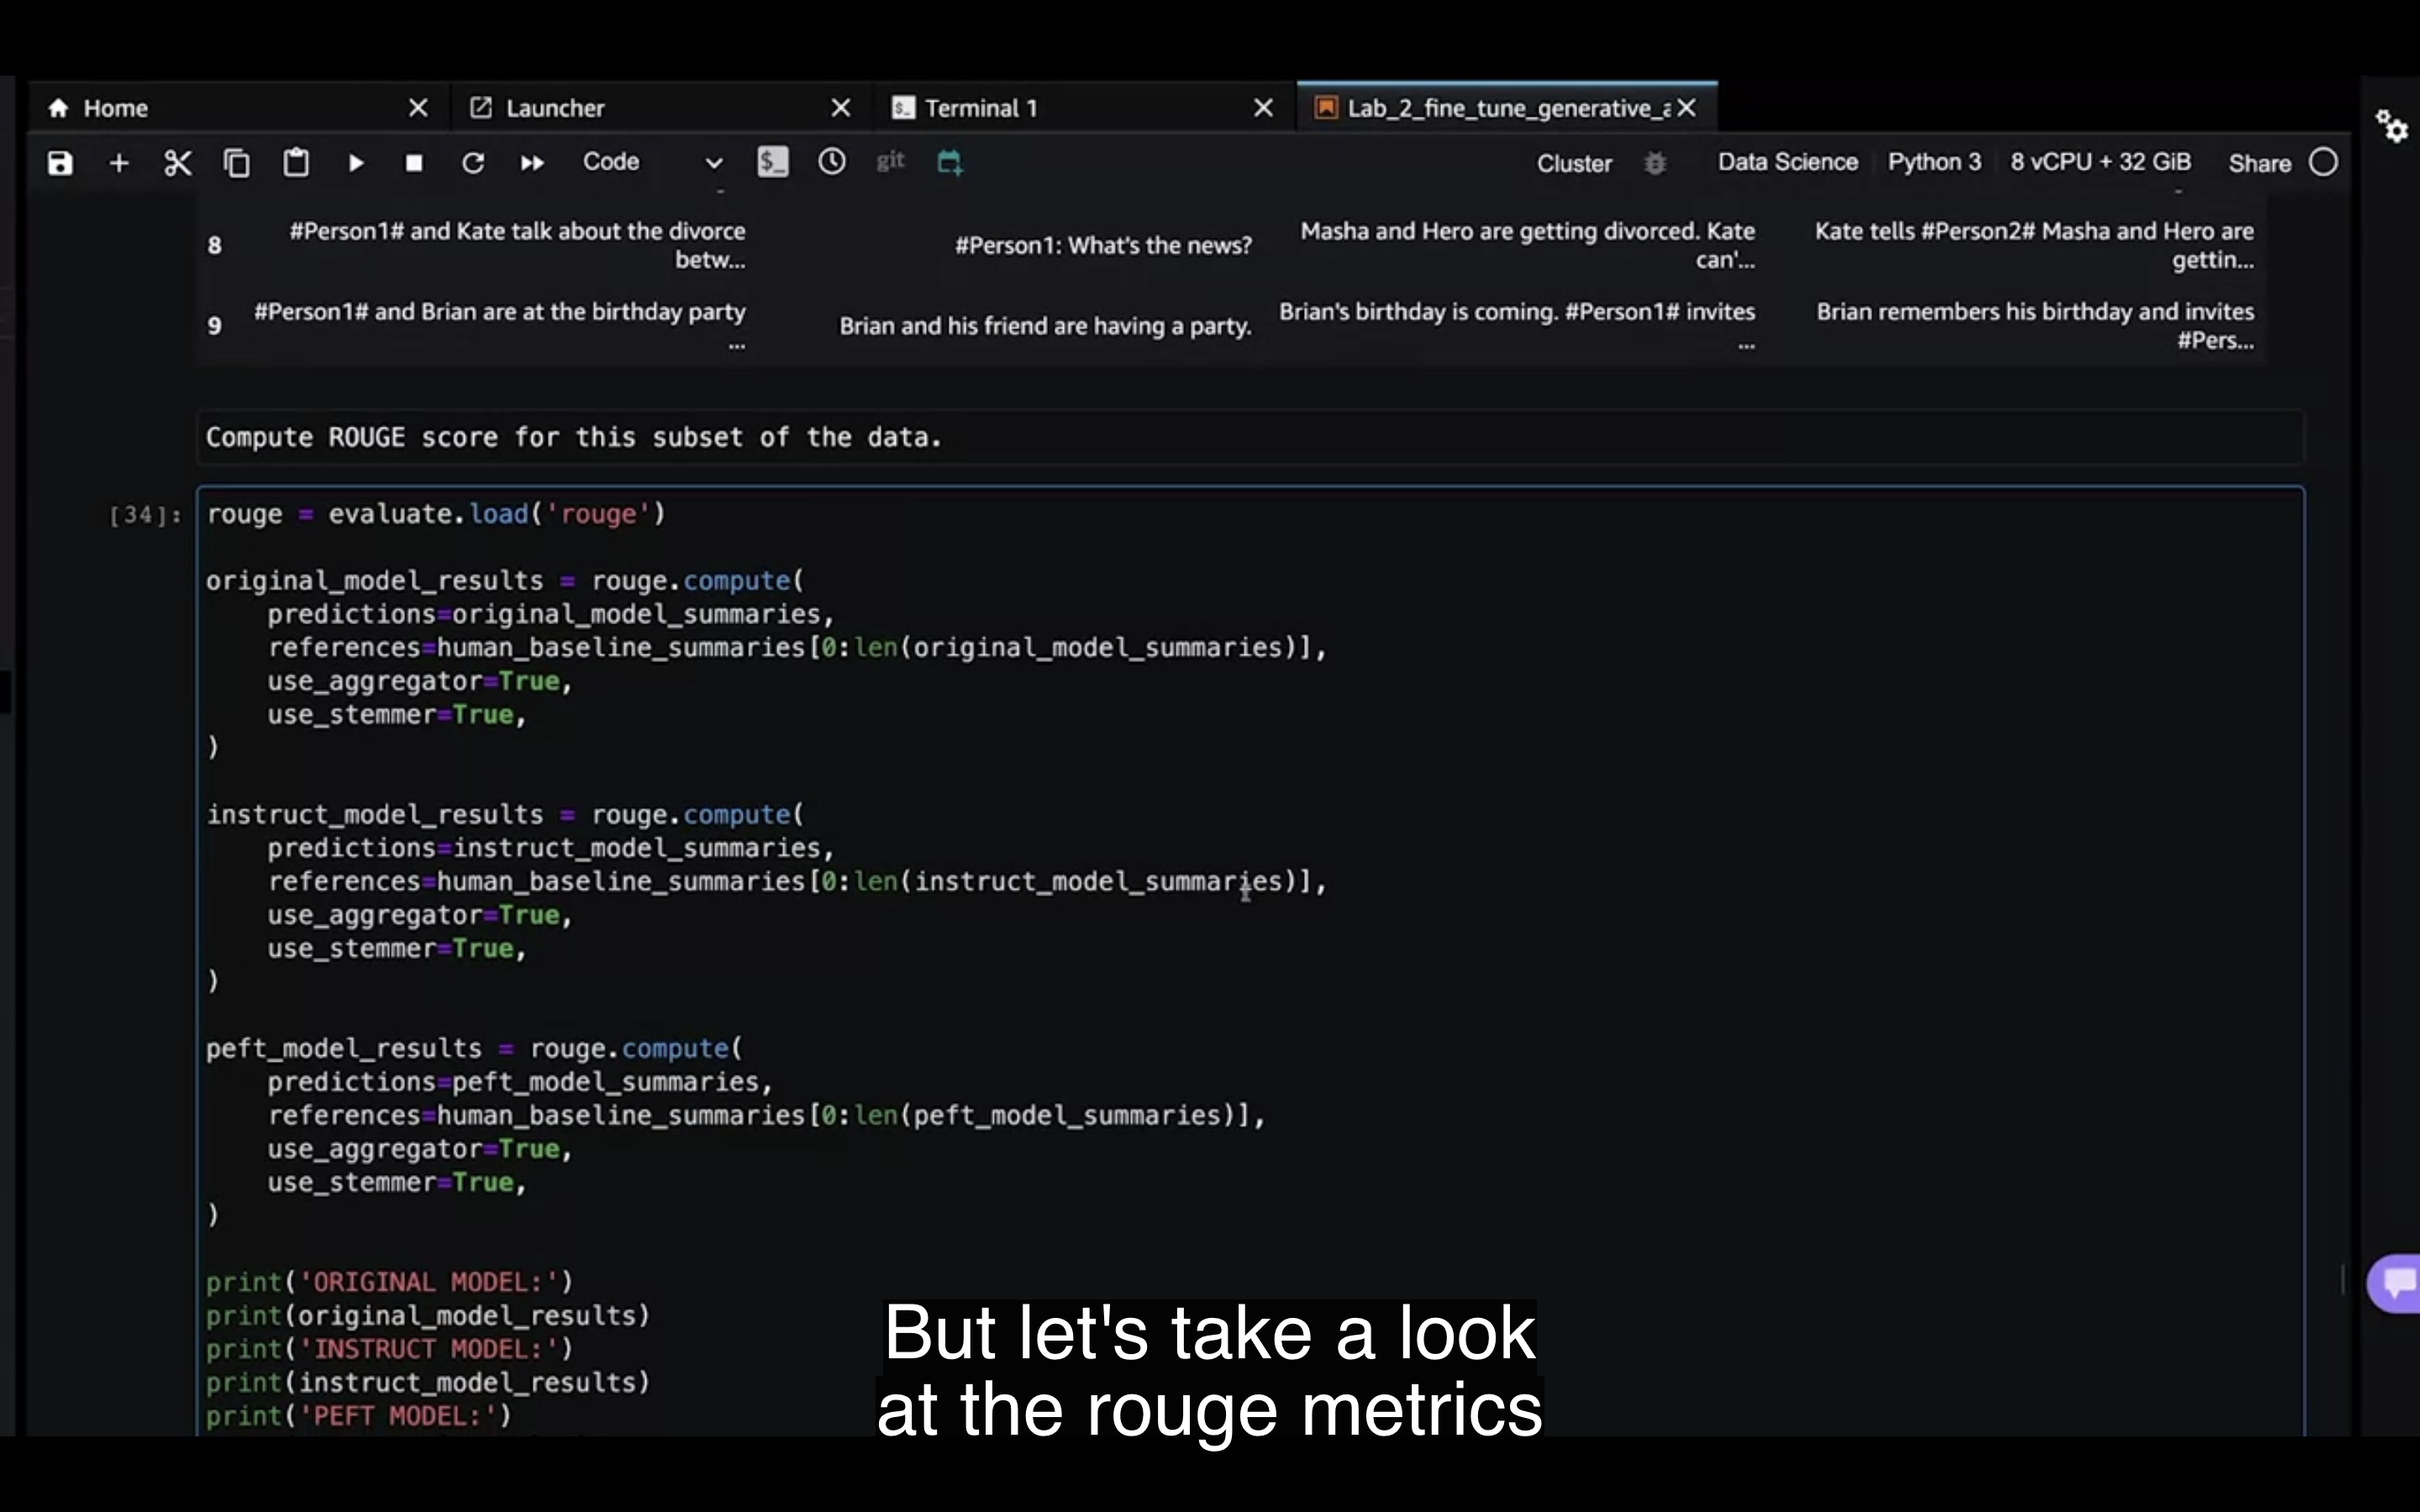 Home
Launcher
Terminal 1
Lab_2_fine_tune_generative_a
Code
git
Cluster
Data Science
Python 3
8 vCPU + 32 GiB
Share
8
#Person1# and Kate talk about the divorce
betw...
#Person1: What's the news?
Masha and Hero are getting divorced. Kate
can'...
Kate tells #Person2# Masha and Hero are
gettin...
9
#Person1# and Brian are at the birthday party
...
Brian and his friend are having a party.
Brian's birthday is coming. #Person1# invites
...
Brian remembers his birthday and invites
#Pers...
Compute ROUGE score for this subset of the data.
[34]:
rouge = evaluate.load('rouge')
original_model_results = rouge.compute(
    predictions=original_model_summaries,
    references=human_baseline_summaries[0:len(original_model_summaries)],
    use_aggregator=True,
    use_stemmer=True,
)
instruct_model_results = rouge.compute(
    predictions=instruct_model_summaries,
    references=human_baseline_summaries[0:len(instruct_model_summaries)],
    use_aggregator=True,
    use_stemmer=True,
)
peft_model_results = rouge.compute(
    predictions=peft_model_summaries,
    references=human_baseline_summaries[0:len(peft_model_summaries)],
    use_aggregator=True,
    use_stemmer=True,
)
print('ORIGINAL MODEL:')
print(original_model_results)
print('INSTRUCT MODEL:')
print(instruct_model_results)
print('PEFT MODEL:')
But let's take a look
at the rouge metrics